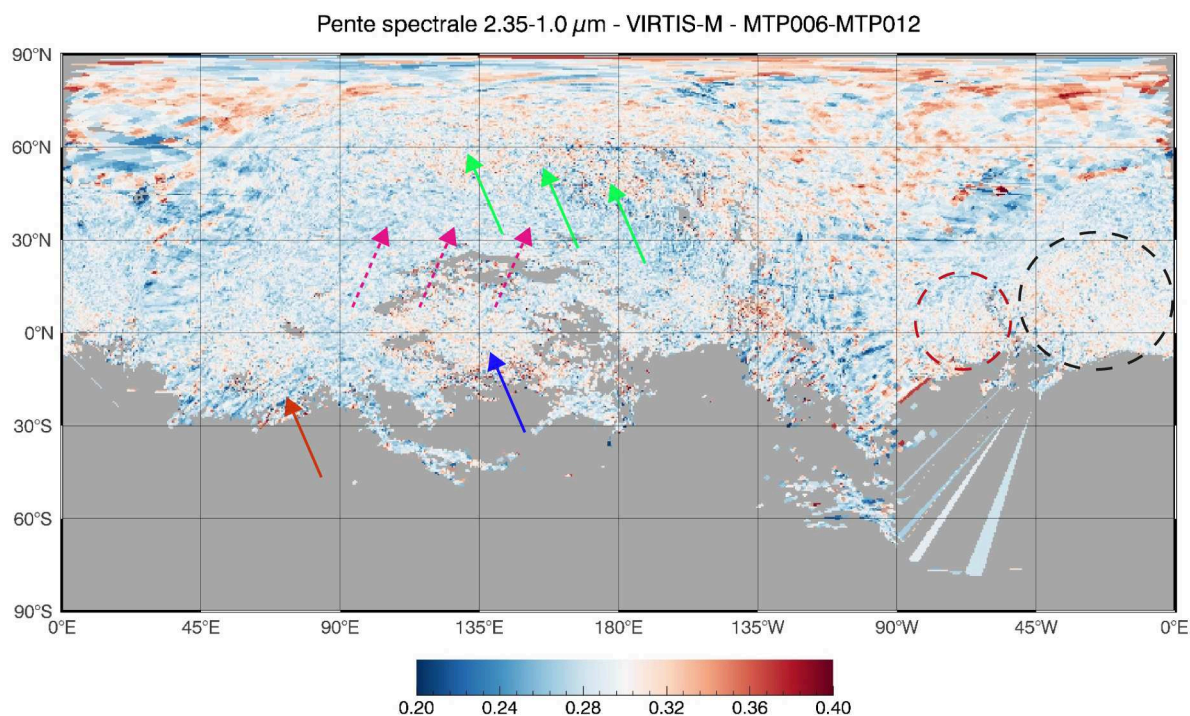 Pente spectrale 2.35-1.0 µm - VIRTIS-M - MTP006-MTP012
90°N
60°N
30°N
0°N
30°S
60°S
90°S
0°E 45°E 90°E 135°E 180°E 135°W 90°W 45°W 0°E
0.20 0.24 0.28 0.32 0.36 0.40